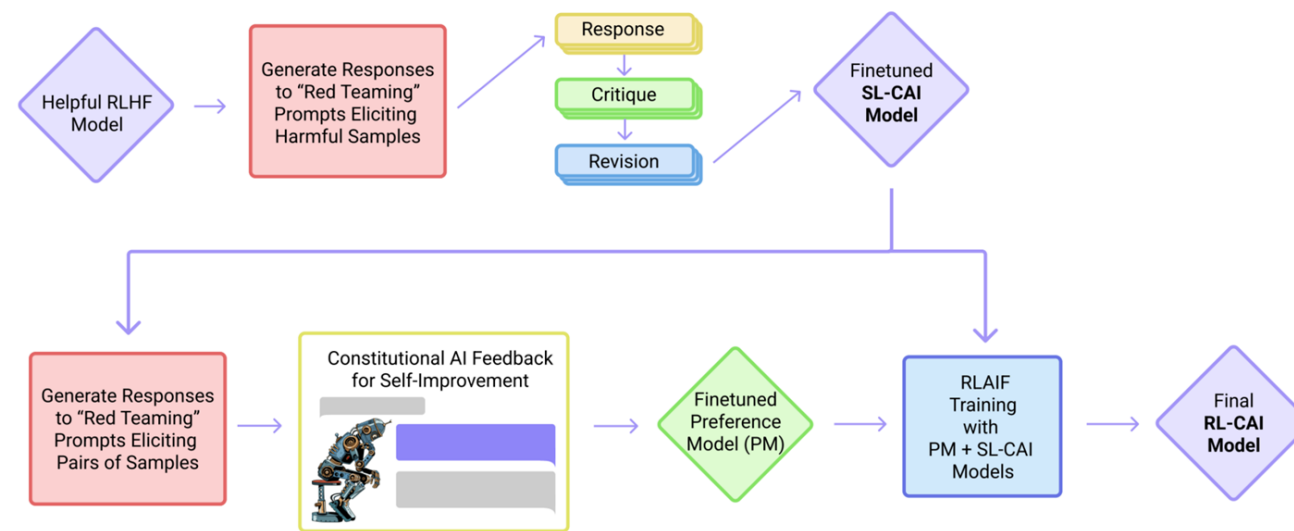 Helpful RLHF
Model
Generate Responses
to “Red Teaming”
Prompts Eliciting
Harmful Samples
Response
Critique
Revision
Finetuned
SL-CAI
Model
Generate Responses
to “Red Teaming”
Prompts Eliciting
Pairs of Samples
Constitutional AI Feedback
for Self-Improvement
Finetuned
Preference
Model (PM)
RLAIF
Training
with
PM + SL-CAI
Models
Final
RL-CAI
Model